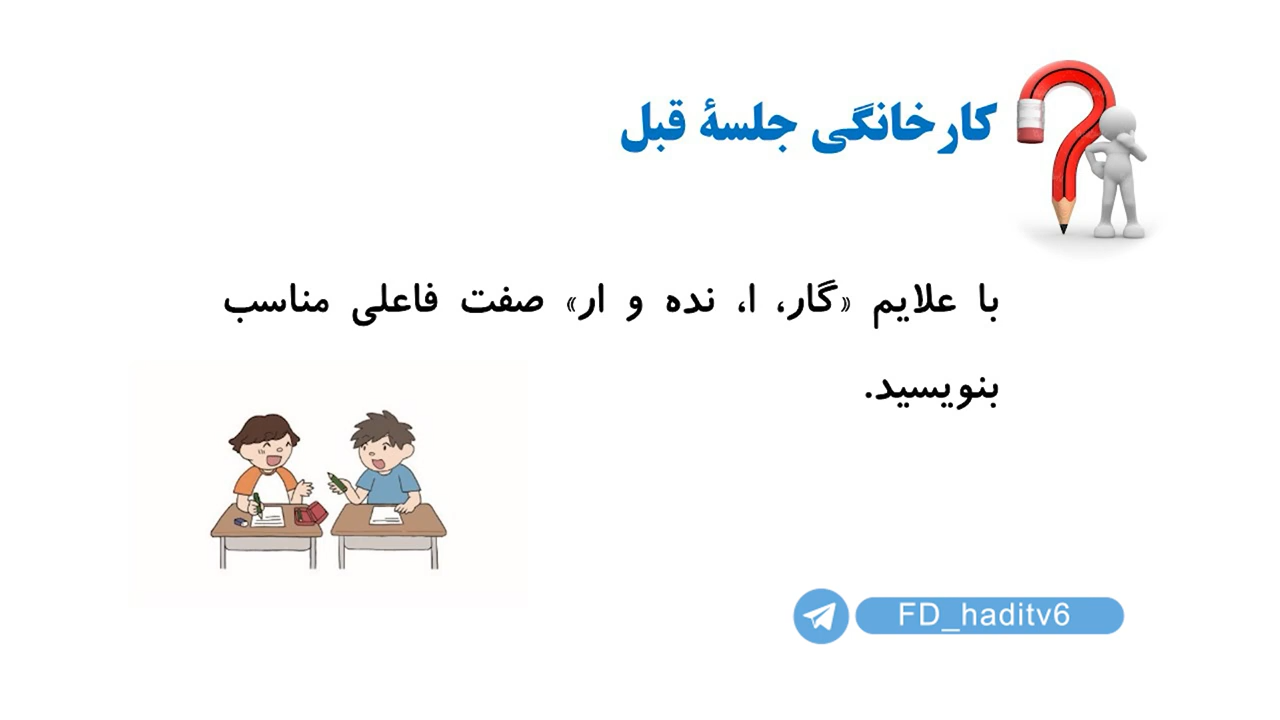 کارخانگی جلسهٔ قبل
با علایم «گار، ا، نده و ار» صفت فاعلی مناسب
بنویسید.
FD_haditv6